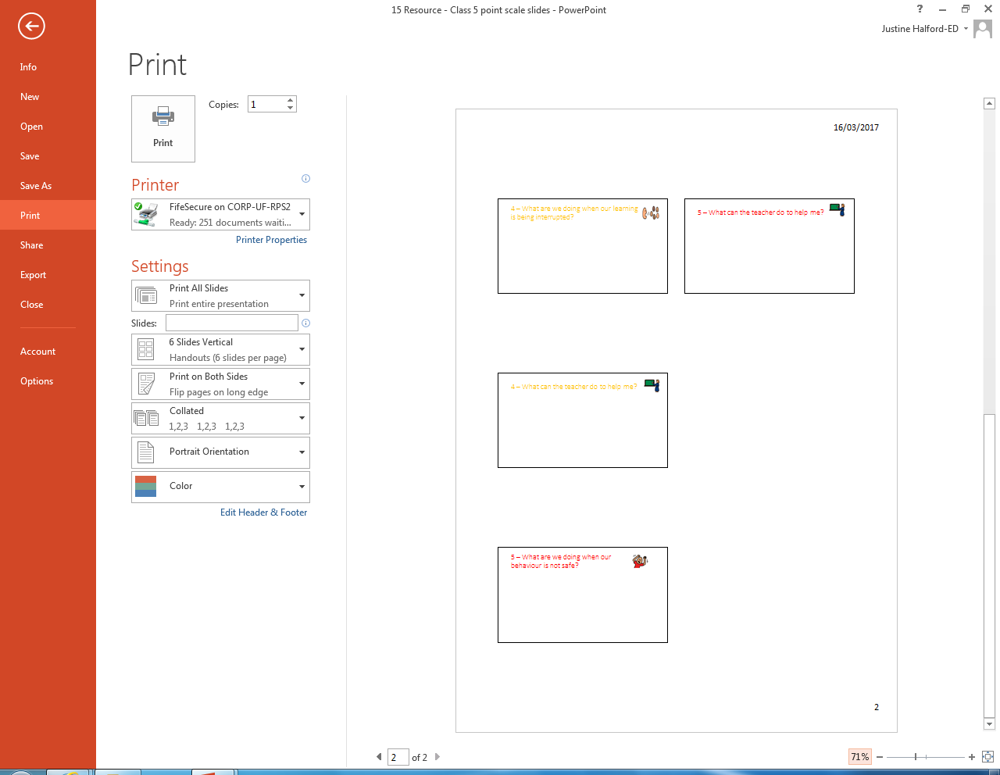 15 Resource - Class 5 point scale slides - PowerPoint
?
Justine Halford-ED
Info
New
Open
Save
Save As
Print
Share
Export
Close
Account
Options
Print
Print
Copies: 1
Printer
FifeSecure on CORP-UF-RPS2
Ready: 251 documents waiti...
Printer Properties
Settings
Print All Slides
Print entire presentation
Slides:
6 Slides Vertical
Handouts (6 slides per page)
Print on Both Sides
Flip pages on long edge
Collated
1,2,3 1,2,3 1,2,3
Portrait Orientation
Color
Edit Header & Footer
16/03/2017
4 – What are we doing when our learning
is being interrupted?
5 – What can the teacher do to help me?
4 – What can the teacher do to help me?
5 – What are we doing when our
behaviour is not safe?
2
2 of 2
71%